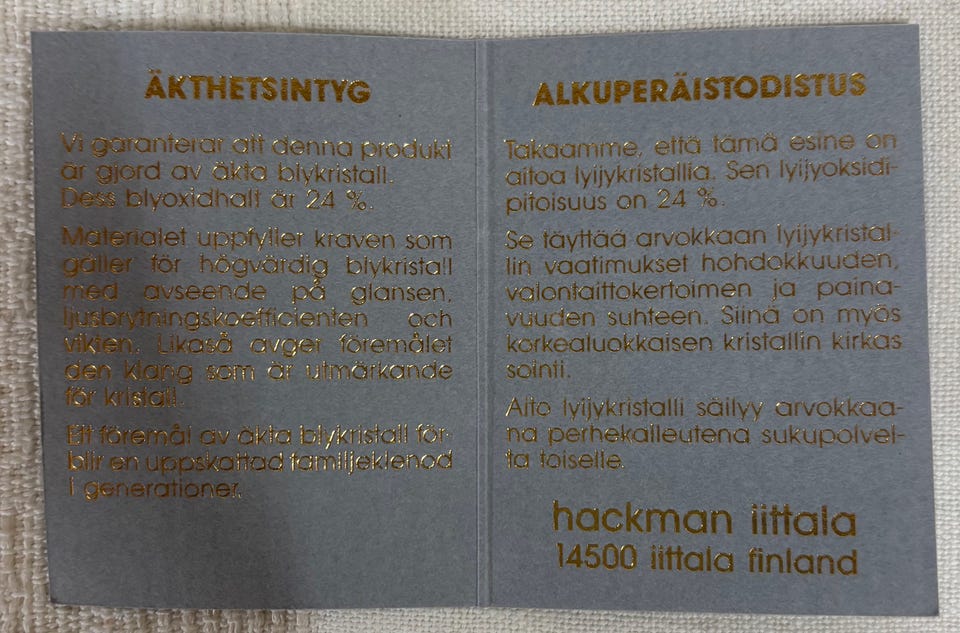 ÄKTHETSINTYG
Vi garanterar att denna produkt
är gjord av äkta blykristall.
Dess blyoxidhalt är 24 %.
Materialet uppfyller kraven som
gäller för högvärdig blykristall
med avseende på glansen,
ljusbrytningskoefficienten och
vikten. Likaså avger föremålet
den klang som är utmärkande
för kristall.
Ett föremål av äkta blykristall för-
blir en uppskattad familjeklenod
i generationer.
ALKUPERÄISTODISTUS
Takaamme, että tämä esine on
aitoa lyijykristallia. Sen lyijyoksidi-
pitoisuus on 24 %.
Se täyttää arvokkaan lyijykristal-
lin vaatimukset hohdokkuuden,
valontaittokertoimen ja paina-
vuuden suhteen. Siinä on myös
korkealuokkaisen kristallin kirkas
sointi.
Aito lyijykristalli säilyy arvokkaa-
na perhekalleutena sukupolvel-
ta toiselle.
hackman iittala
14500 iittala finland